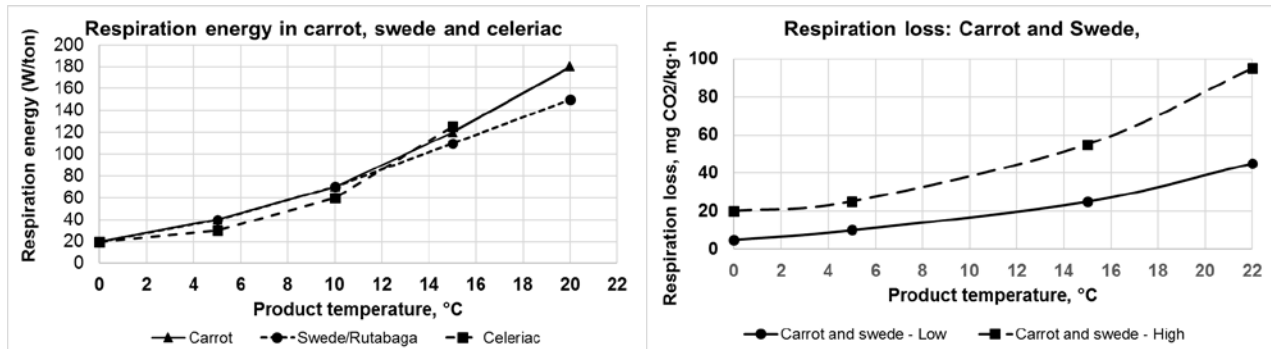 Respiration energy in carrot, swede and celeriac
Respiration energy (W/ton)
200
180
160
140
120
100
80
60
40
20
0
0 2 4 6 8 10 12 14 16 18 20 22
Product temperature, °C
Carrot Swede/Rutabaga Celeriac
Respiration loss: Carrot and Swede,
Respiration loss, mg CO2/kg·h
100
80
60
40
20
0
0 2 4 6 8 10 12 14 16 18 20 22
Product temperature, °C
Carrot and swede - Low Carrot and swede - High